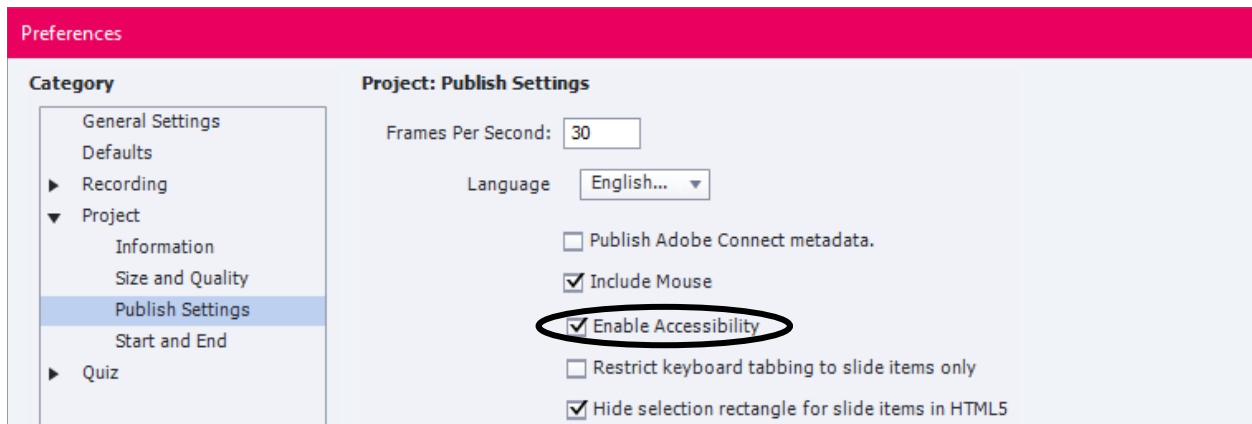 Preferences
Category
General Settings
Defaults
Recording
Project
Information
Size and Quality
Publish Settings
Start and End
Quiz
Project: Publish Settings
Frames Per Second: 30
Language English...
Publish Adobe Connect metadata.
Include Mouse
Enable Accessibility
Restrict keyboard tabbing to slide items only
Hide selection rectangle for slide items in HTML5